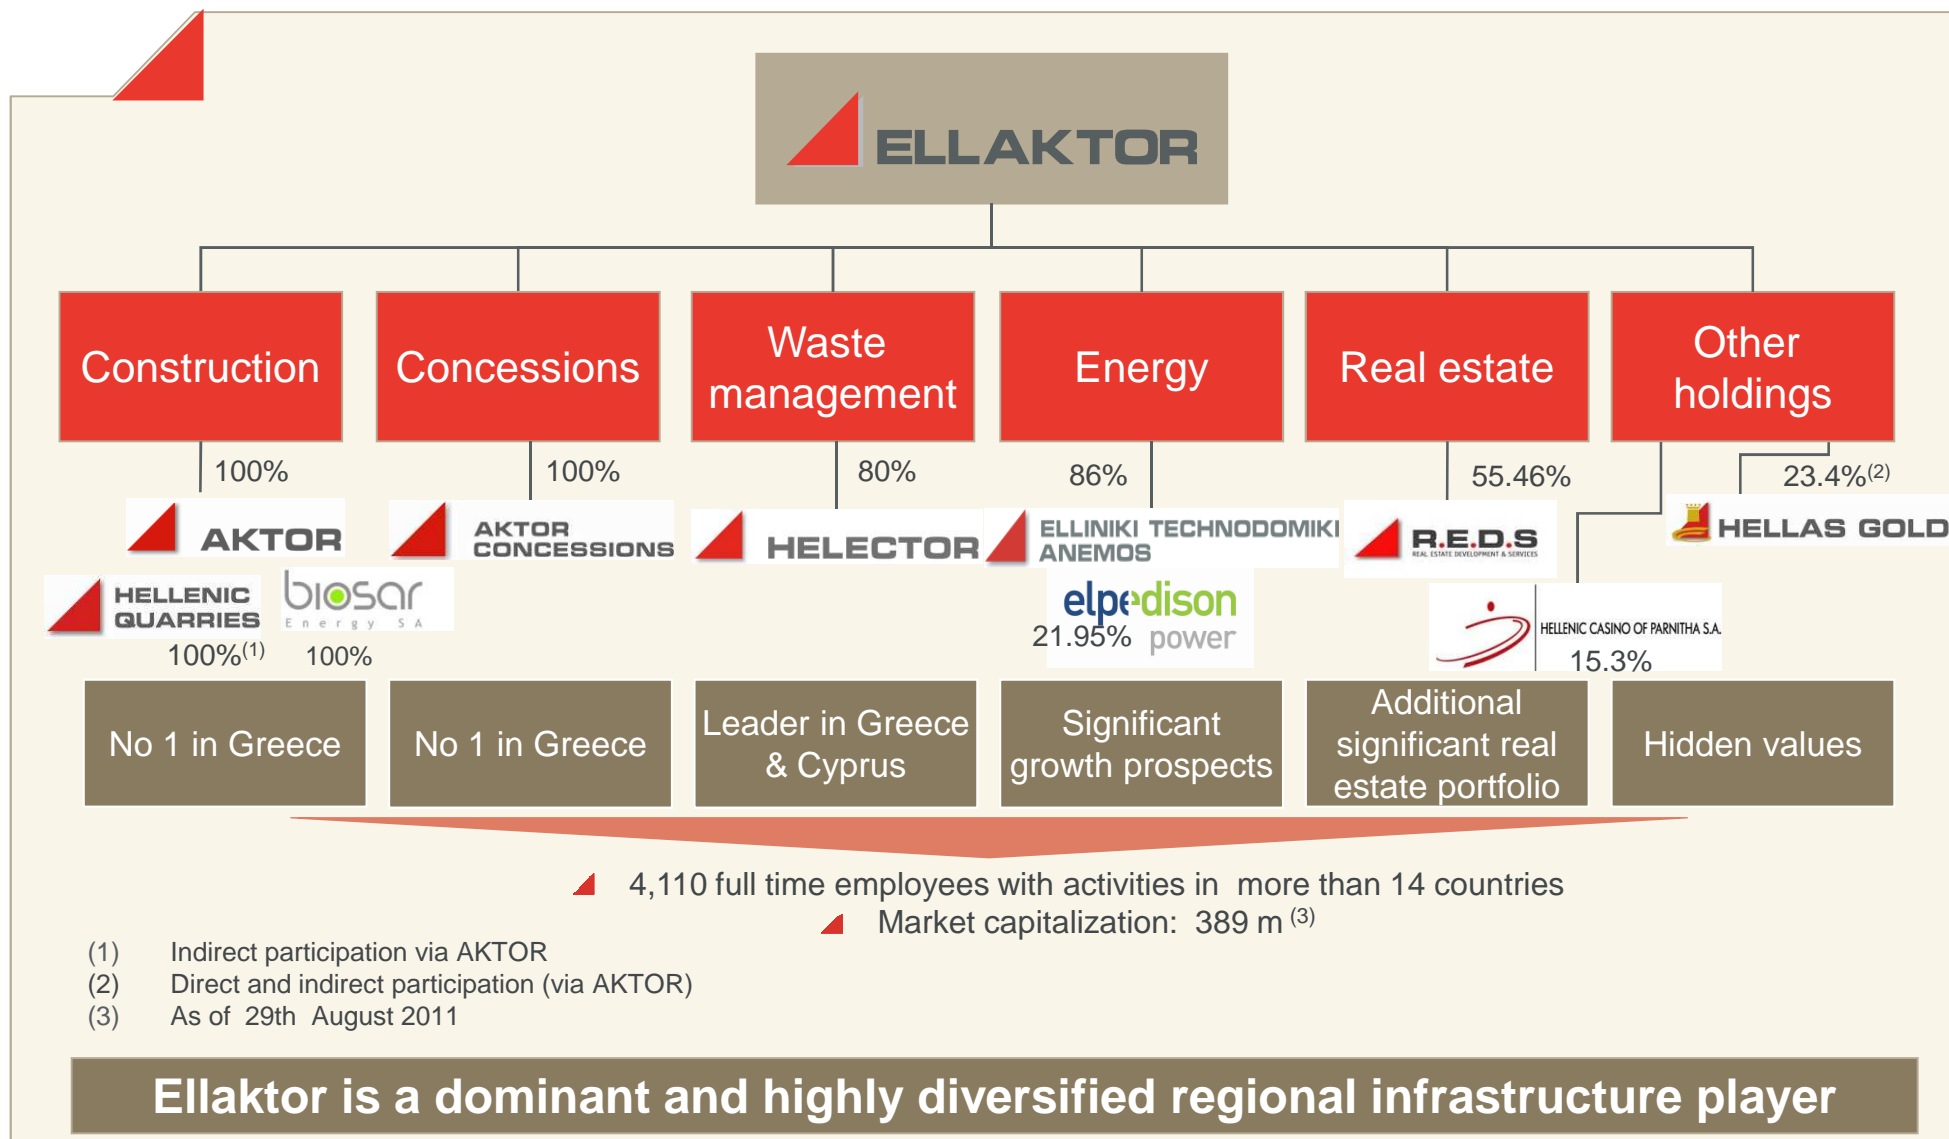 ELLAKTOR
Construction
Concessions
Waste
management
Energy
Real estate
Other
holdings
100%
100%
80%
86%
55.46%
23.4%(2)
AKTOR
AKTOR
CONCESSIONS
HELECTOR
ELLINIKI TECHNODOMIKI
ANEMOS
R.E.D.S
REAL ESTATE DEVELOPMENT & SERVICES
HELLAS GOLD
HELLENIC
QUARRIES
100%(1)
biosar
Energy SA
100%
elpedison
power
21.95%
HELLENIC CASINO OF PARNITHA S.A.
15.3%
No 1 in Greece
No 1 in Greece
Leader in Greece
& Cyprus
Significant
growth prospects
Additional
significant real
estate portfolio
Hidden values
4,110 full time employees with activities in  more than 14 countries
Market capitalization:  389 m (3)
(1) Indirect participation via AKTOR
(2) Direct and indirect participation (via AKTOR)
(3) As of  29th  August 2011
Ellaktor is a dominant and highly diversified regional infrastructure player